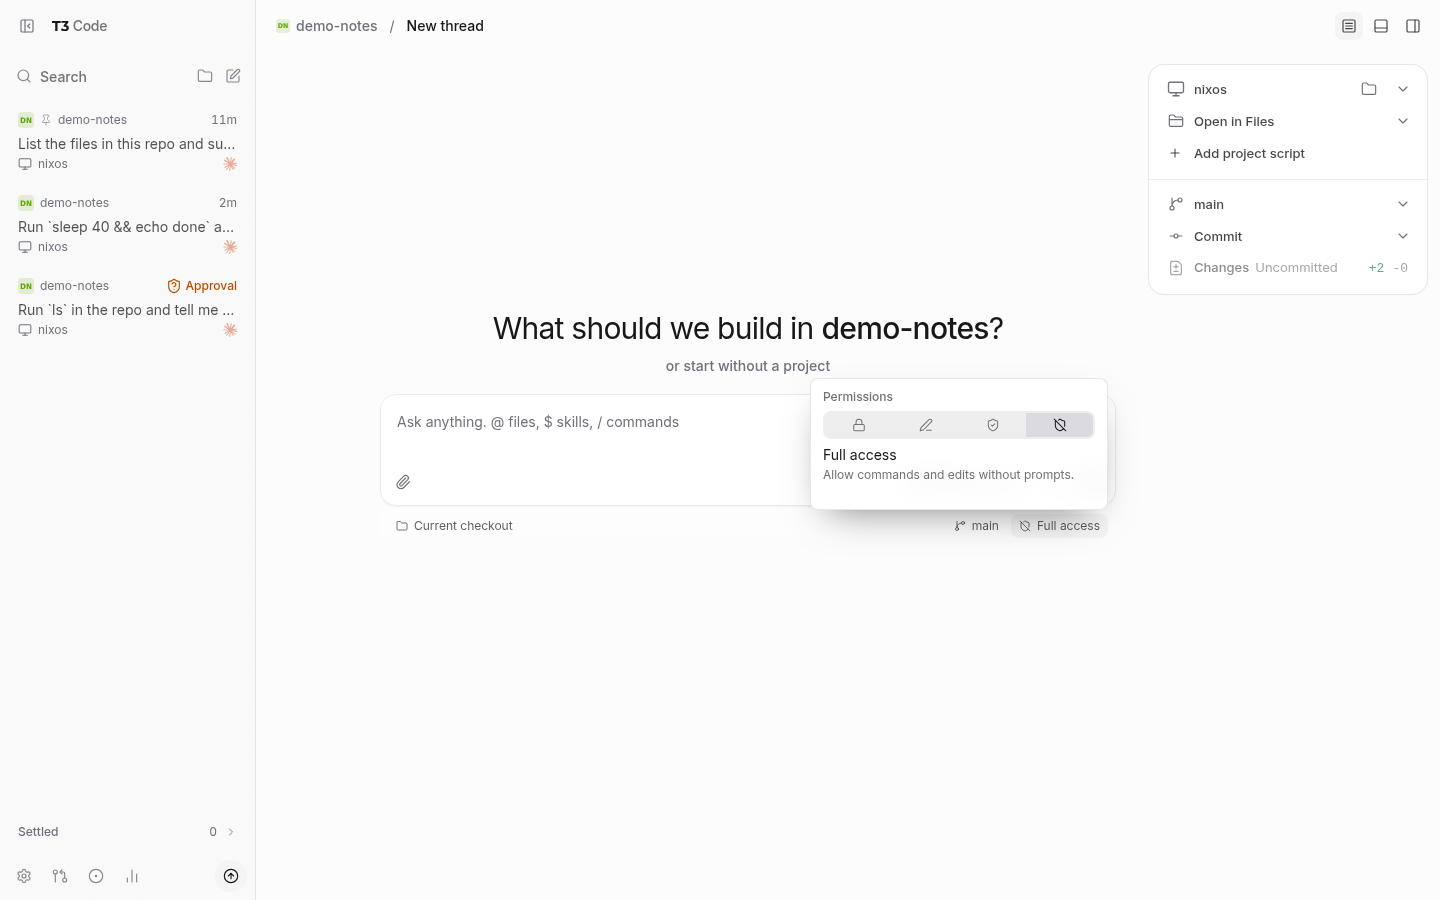 T3 Code
Search
DN demo-notes 11m
List the files in this repo and su...
nixos
DN demo-notes 2m
Run `sleep 40 && echo done` a...
nixos
DN demo-notes Approval
Run `ls` in the repo and tell me ...
nixos
Settled 0
DN demo-notes / New thread
What should we build in demo-notes?
or start without a project
Ask anything. @ files, $ skills, / commands
Permissions
Full access
Allow commands and edits without prompts.
Current checkout main Full access
nixos
Open in Files
Add project script
main
Commit
Changes Uncommitted +2 -0